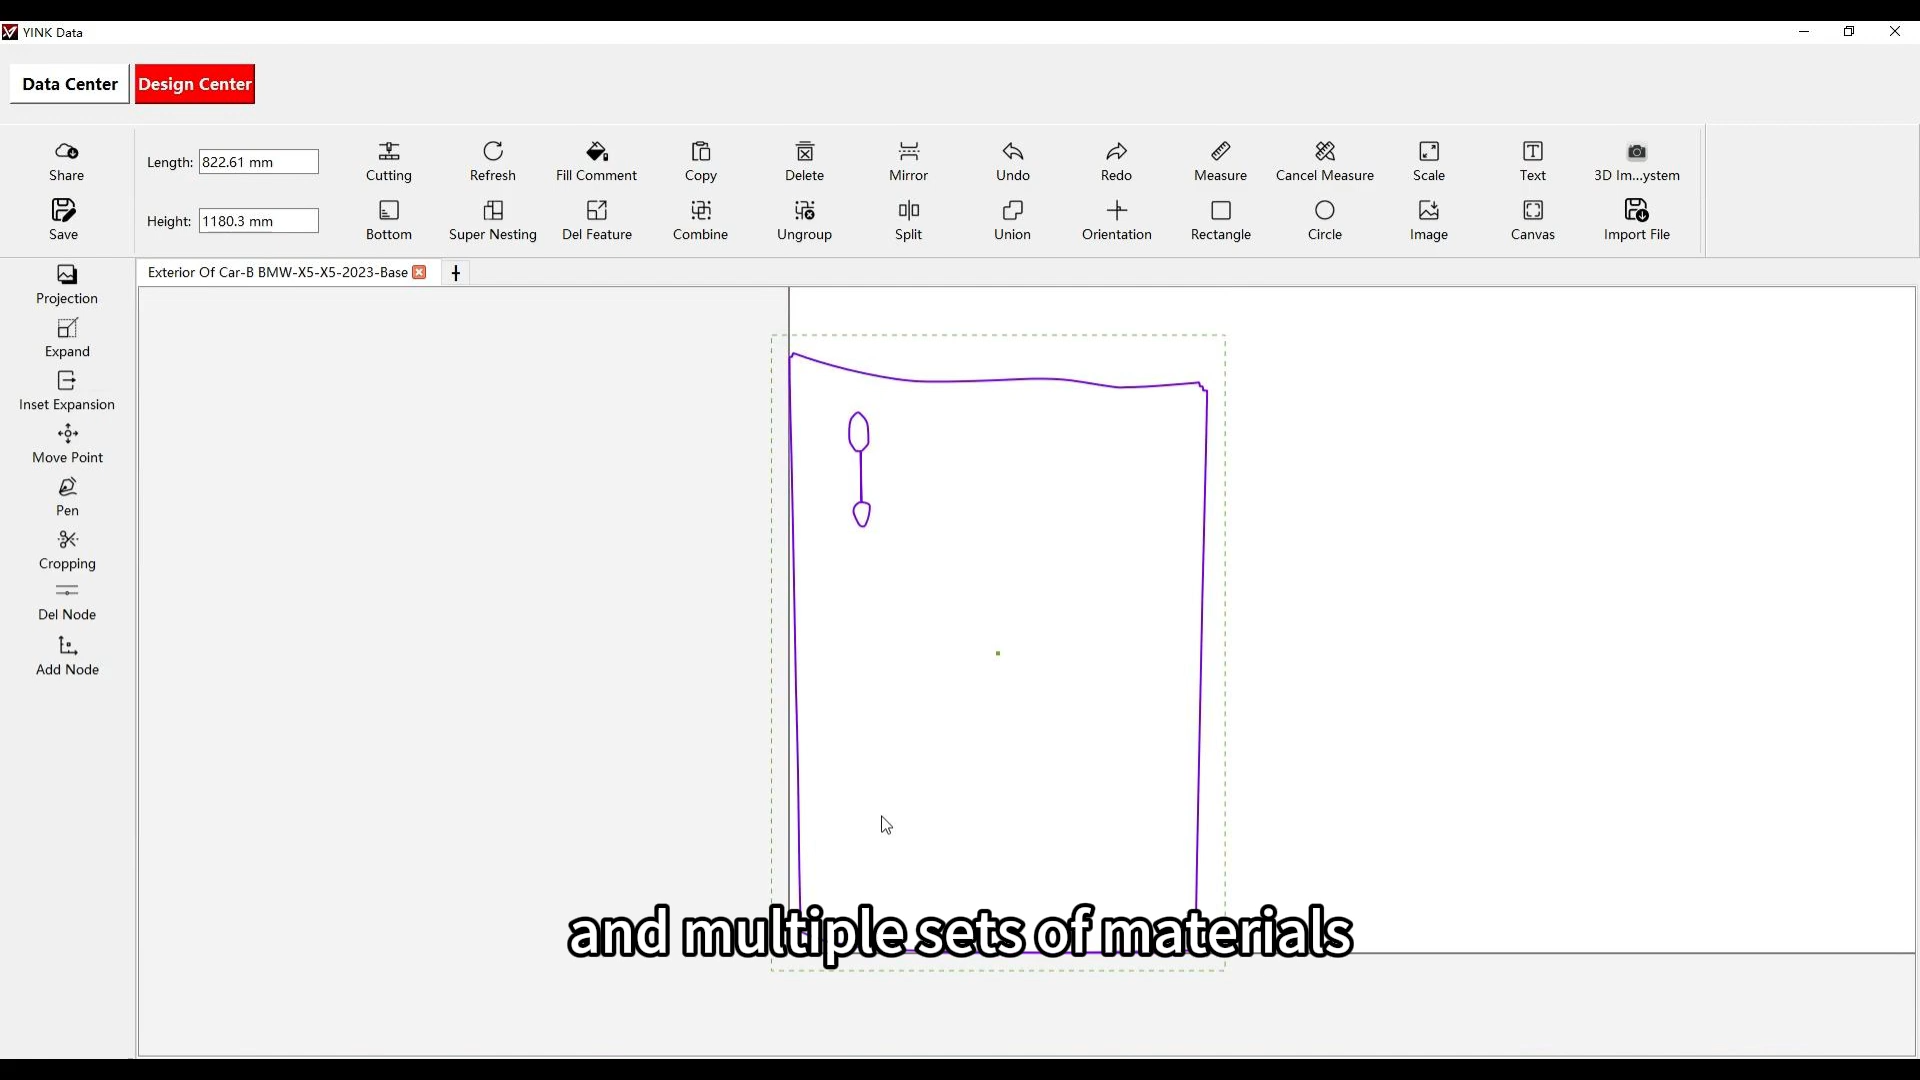 YINK Data
Data Center Design Center
Share Length: 822.61 mm Cutting Refresh Fill Comment Copy Delete Mirror Undo Redo Measure Cancel Measure Scale Text 3D Im...ystem
Save Height: 1180.3 mm Bottom Super Nesting Del Feature Combine Ungroup Split Union Orientation Rectangle Circle Image Canvas Import File
Exterior Of Car-B BMW-X5-X5-2023-Base
Projection
Expand
Inset Expansion
Move Point
Pen
Cropping
Del Node
Add Node
and multiple sets of materials